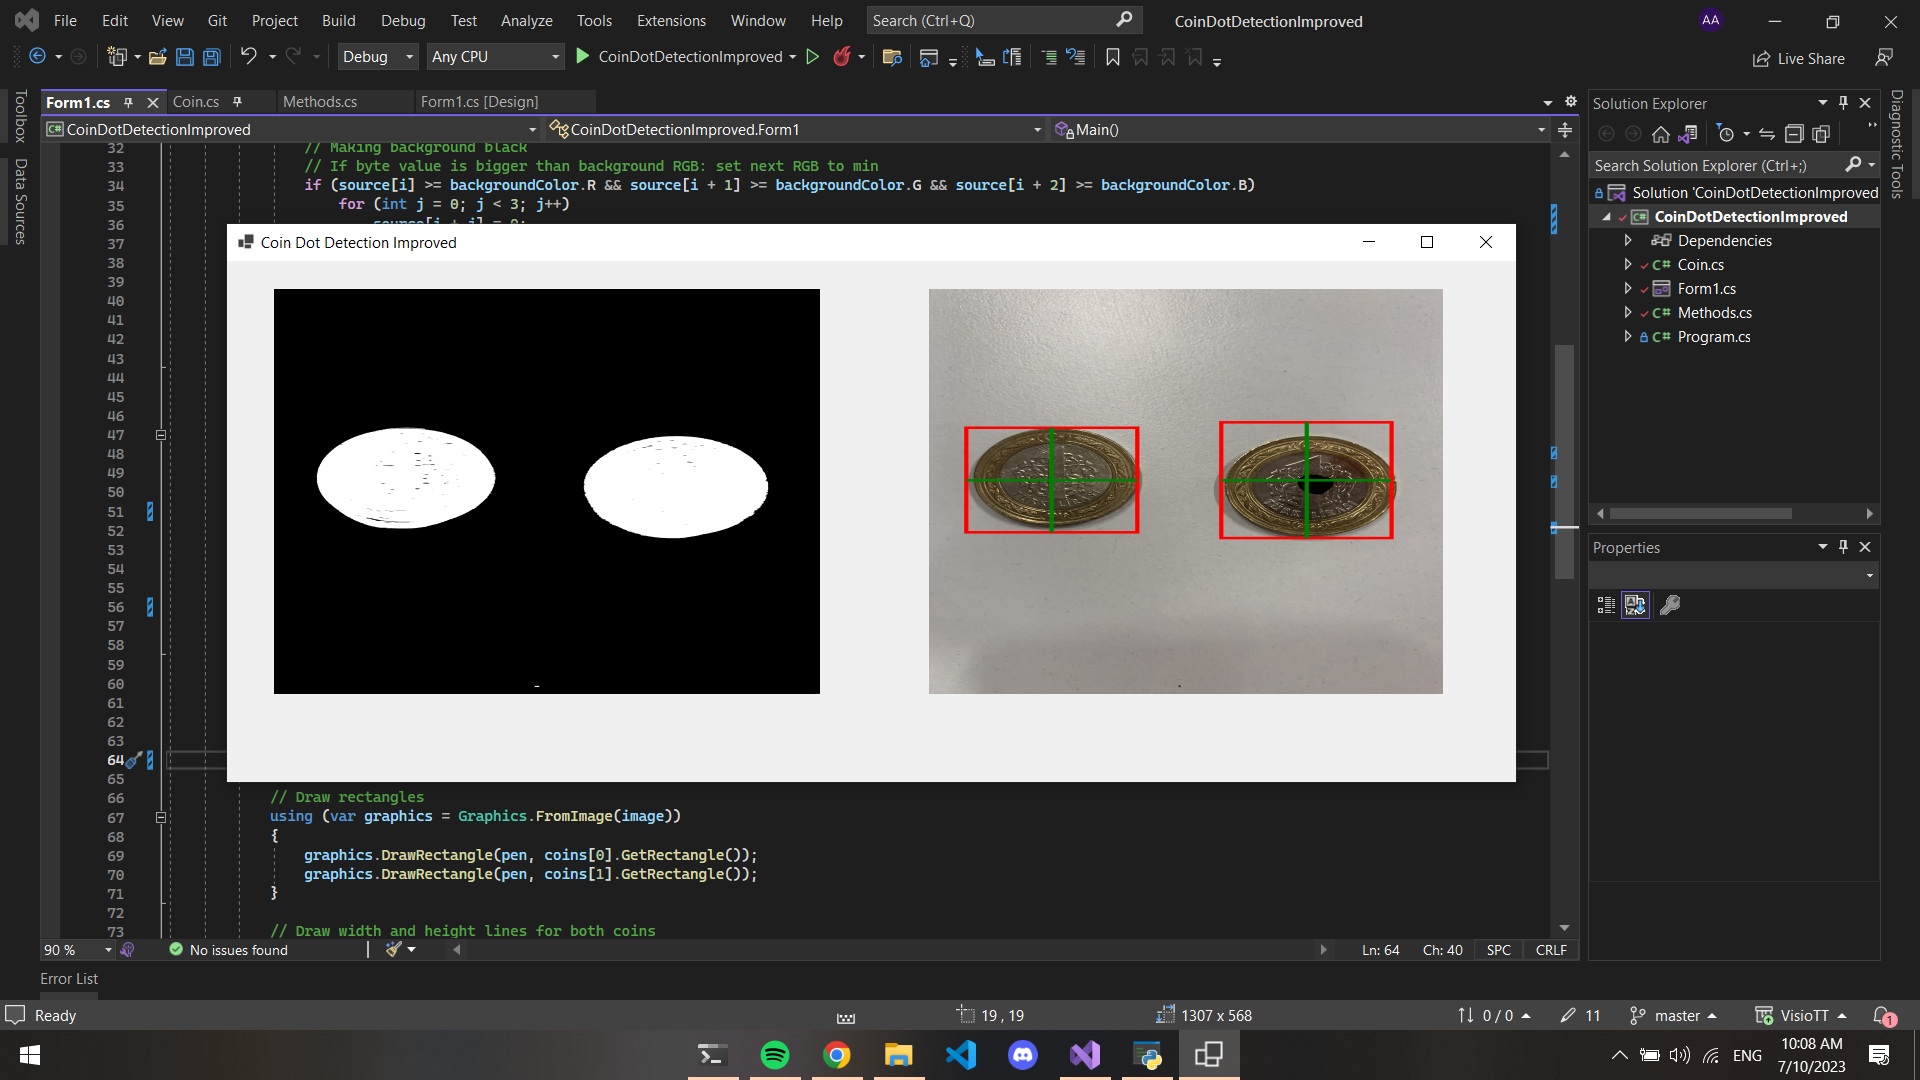 File Edit View Git Project Build Debug Test Analyze Tools Extensions Window Help Search (Ctrl+Q) CoinDotDetectionImproved AA
Debug Any CPU CoinDotDetectionImproved Live Share
Toolbox
Data Sources
Form1.cs Coin.cs Methods.cs Form1.cs [Design]
C# CoinDotDetectionImproved CoinDotDetectionImproved.Form1 Main()
32 // Making background black
33 // If byte value is bigger than background RGB: set next RGB to min
34 if (source[i] >= backgroundColor.R && source[i + 1] >= backgroundColor.G && source[i + 2] >= backgroundColor.B)
35 for (int j = 0; j < 3; j++)
36 source[i + j] = 0;
37
38
39
40
41
42
43
44
45
46
47
48
49
50
51
52
53
54
55
56
57
58
59
60
61
62
63
64
65
Coin Dot Detection Improved
66 // Draw rectangles
67 using (var graphics = Graphics.FromImage(image))
68 {
69 graphics.DrawRectangle(pen, coins[0].GetRectangle());
70 graphics.DrawRectangle(pen, coins[1].GetRectangle());
71 }
72
73 // Draw width and height lines for both coins
90 % No issues found Ln: 64 Ch: 40 SPC CRLF
Error List
Solution Explorer
Search Solution Explorer (Ctrl+;)
Solution 'CoinDotDetectionImproved
C# CoinDotDetectionImproved
Dependencies
C# Coin.cs
Form1.cs
C# Methods.cs
C# Program.cs
Properties
Diagnostic Tools
Ready 19 , 19 1307 x 568 0 / 0 11 master VisioTT 1
ENG 10:08 AM
7/10/2023